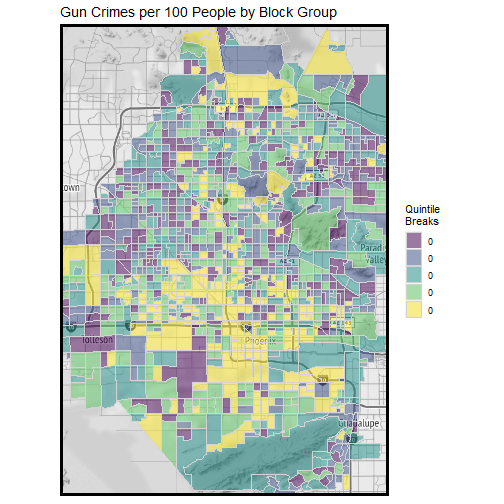 Gun Crimes per 100 People by Block Group
own
Parad
Valley
Quintile
Breaks
0
0
0
0
0
Tolleson
Phoenix
Guadalupe